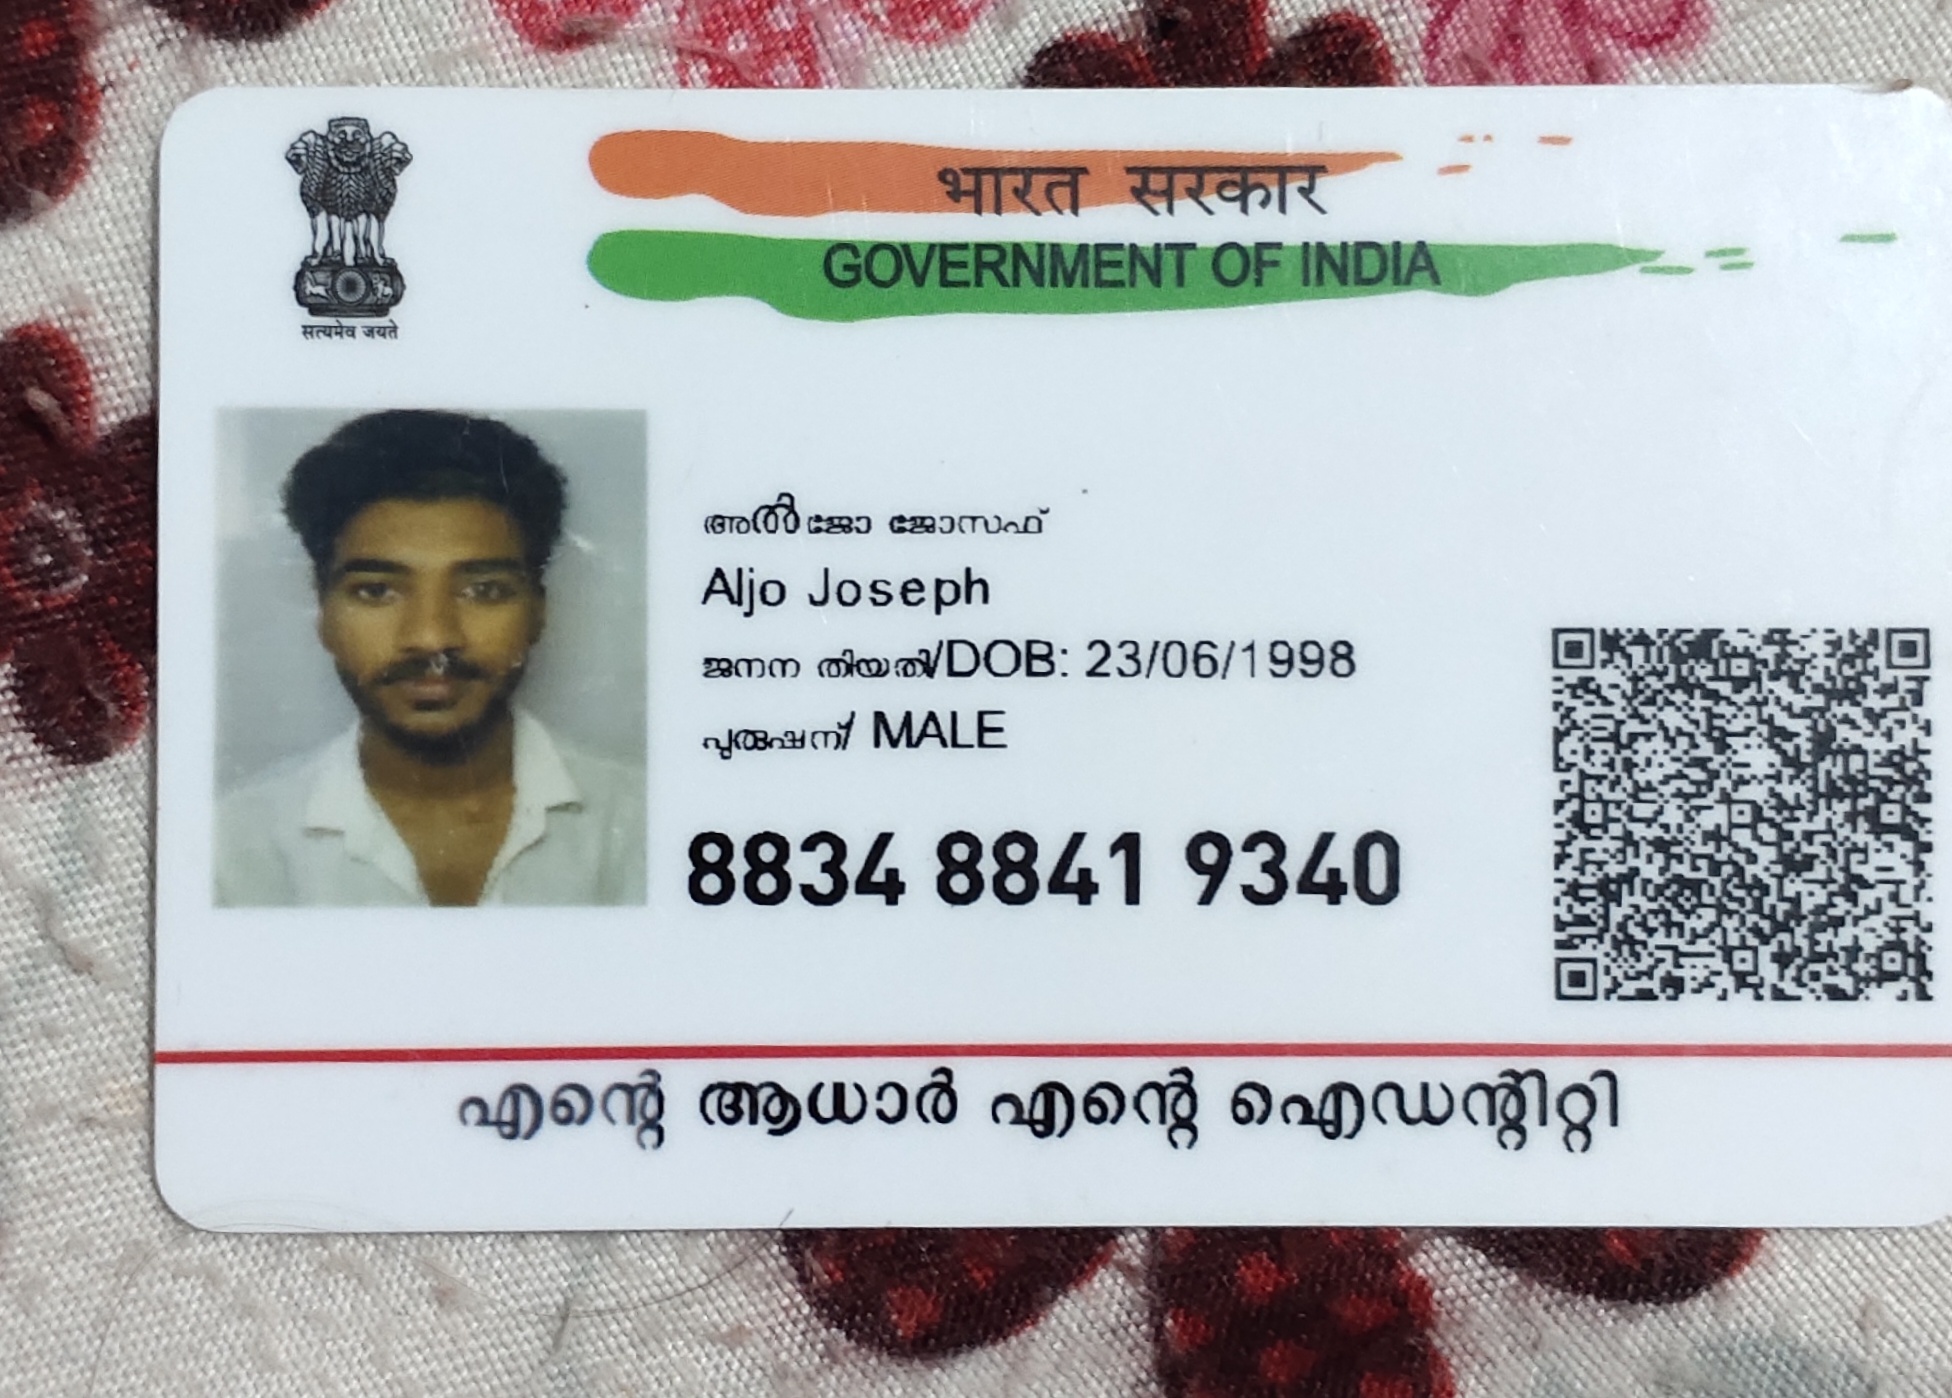 सत्यमेव जयते
भारत सरकार
GOVERNMENT OF INDIA
അൽജോ ജോസഫ്
Aljo Joseph
ജനന തിയതി/DOB: 23/06/1998
പുരുഷന്/ MALE
8834 8841 9340
എന്റെ ആധാർ എന്റെ ഐഡന്റിറ്റി